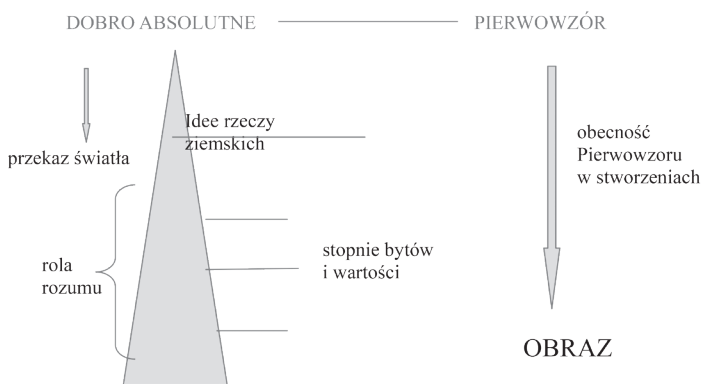 DOBRO ABSOLUTNE
PIERWOWZÓR
Idee rzeczy
ziemskich
przekaz światła
obecność
Pierwowzoru
w stworzeniach
stopnie bytów
i wartości
rola
rozumu
OBRAZ